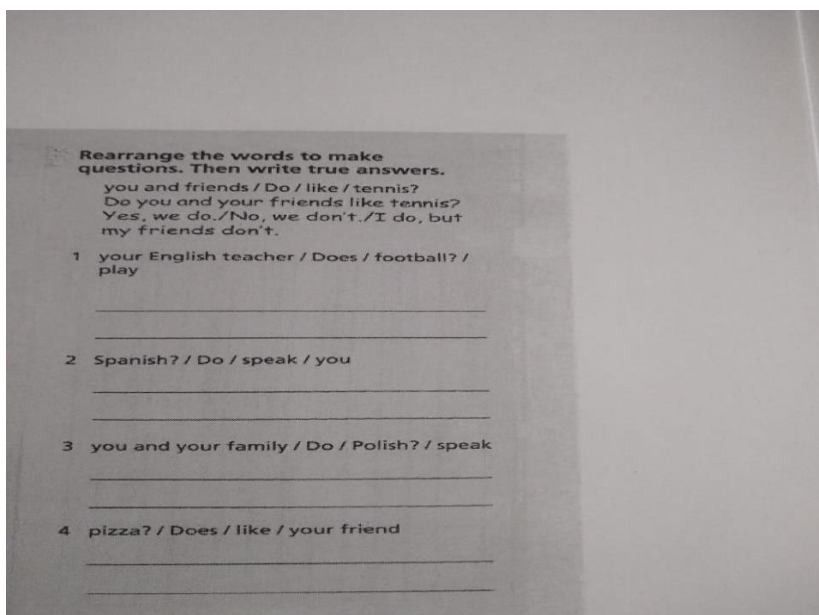 Rearrange the words to make
questions. Then write true answers.
you and friends / Do / like / tennis?
Do you and your friends like tennis?
Yes, we do./No, we don't./I do, but
my friends don't.
1 your English teacher / Does / football? /
play
2 Spanish? / Do / speak / you
3 you and your family / Do / Polish? / speak
4 pizza? / Does / like / your friend